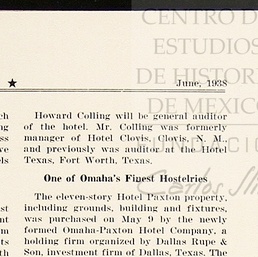 CENTRO D
ESTUDIOS
DE HISTOR
DE MEXIC
FUNDACIÓN
Carlos
★ June, 1938
Howard Colling will be general auditor
of the hotel. Mr. Colling was formerly
manager of Hotel Clovis, Clovis, N. M.,
and previously was auditor at the Hotel
Texas, Fort Worth, Texas.
One of Omaha's Finest Hostelries
The eleven-story Hotel Paxton property,
including grounds, building and fixtures,
was purchased on May 9 by the newly
formed Omaha-Paxton Hotel Company, a
holding firm organized by Dallas Rupe &
Son, investment firm of Dallas, Texas. The